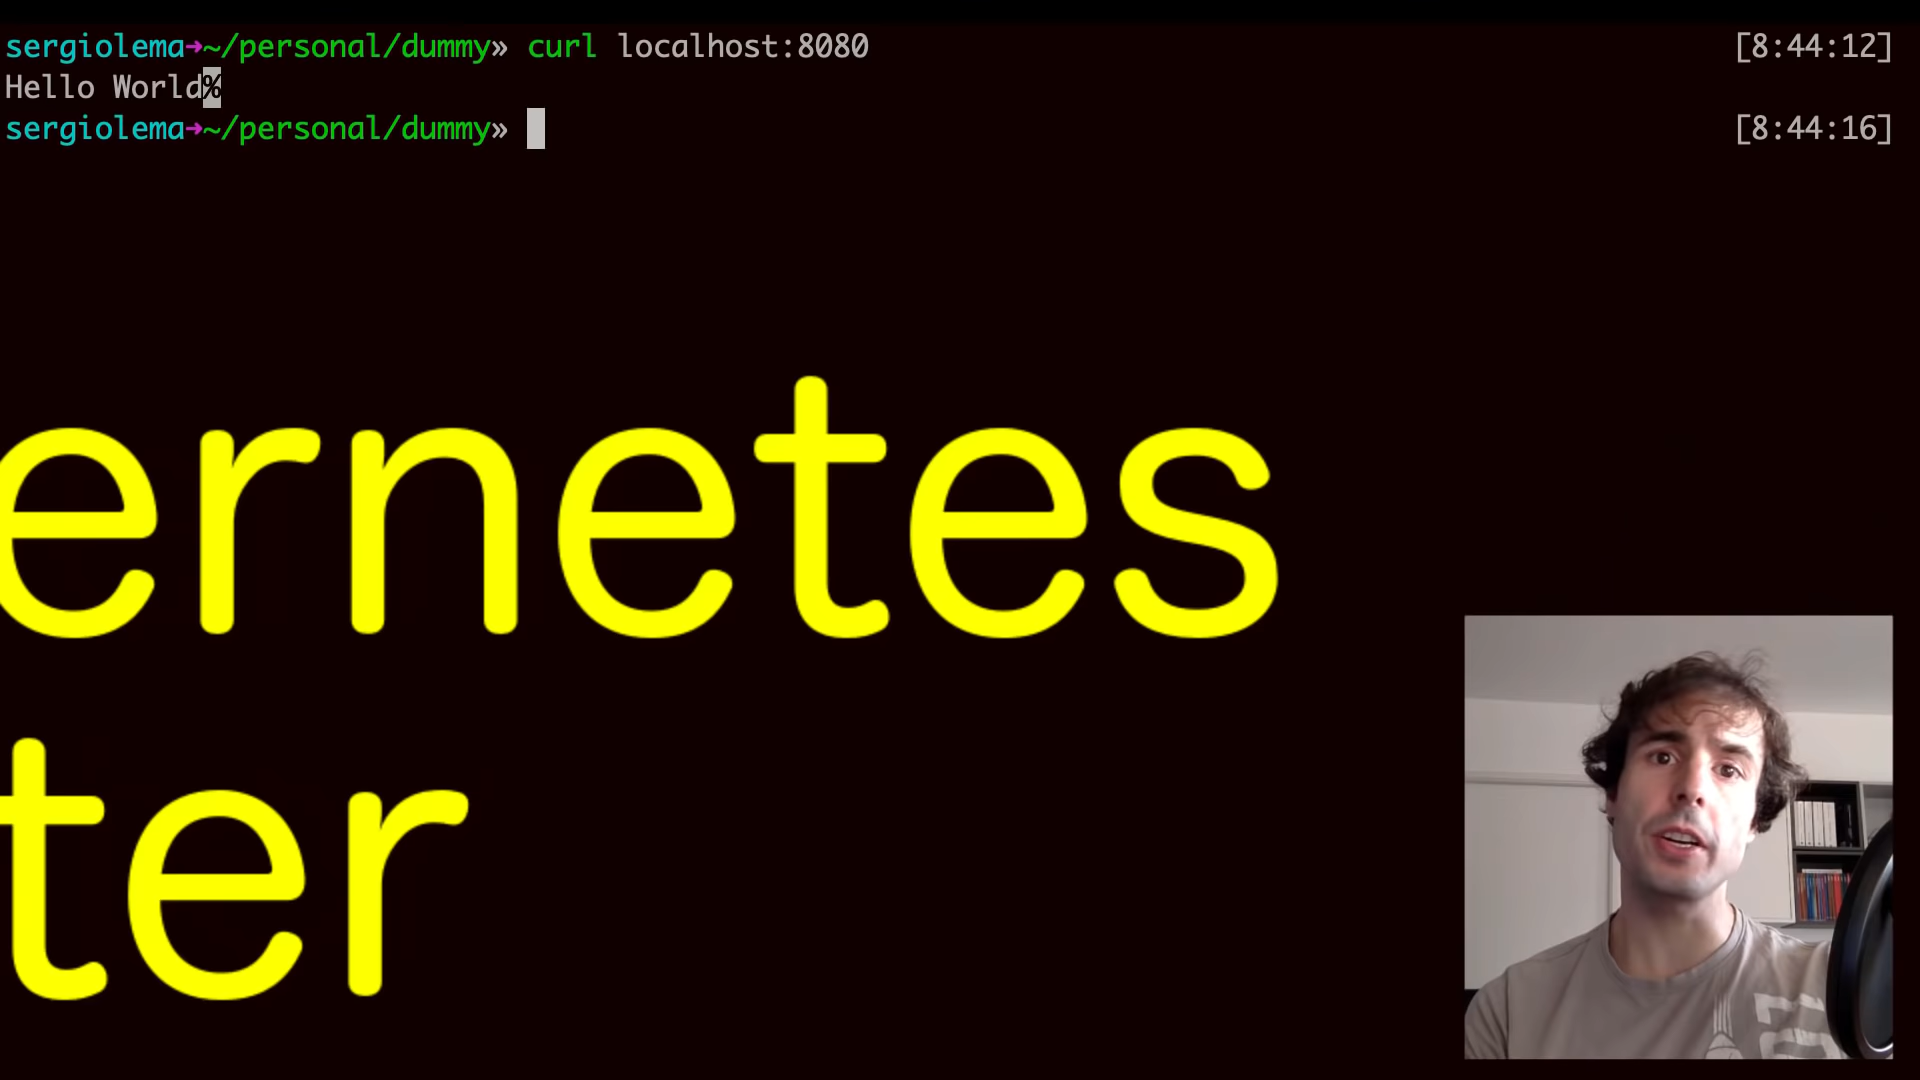 sergiolema➜~/personal/dummy» curl localhost:8080 [8:44:12]
Hello World%
sergiolema➜~/personal/dummy» [8:44:16]
ernetes
ter